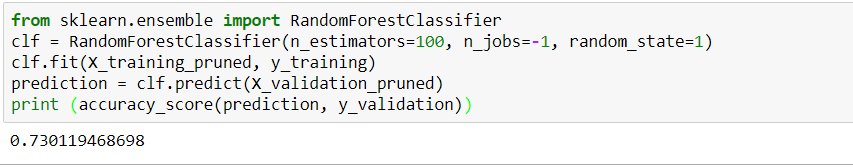 from sklearn.ensemble import RandomForestClassifier
clf = RandomForestClassifier(n_estimators=100, n_jobs=-1, random_state=1)
clf.fit(X_training_pruned, y_training)
prediction = clf.predict(X_validation_pruned)
print (accuracy_score(prediction, y_validation))
0.730119468698